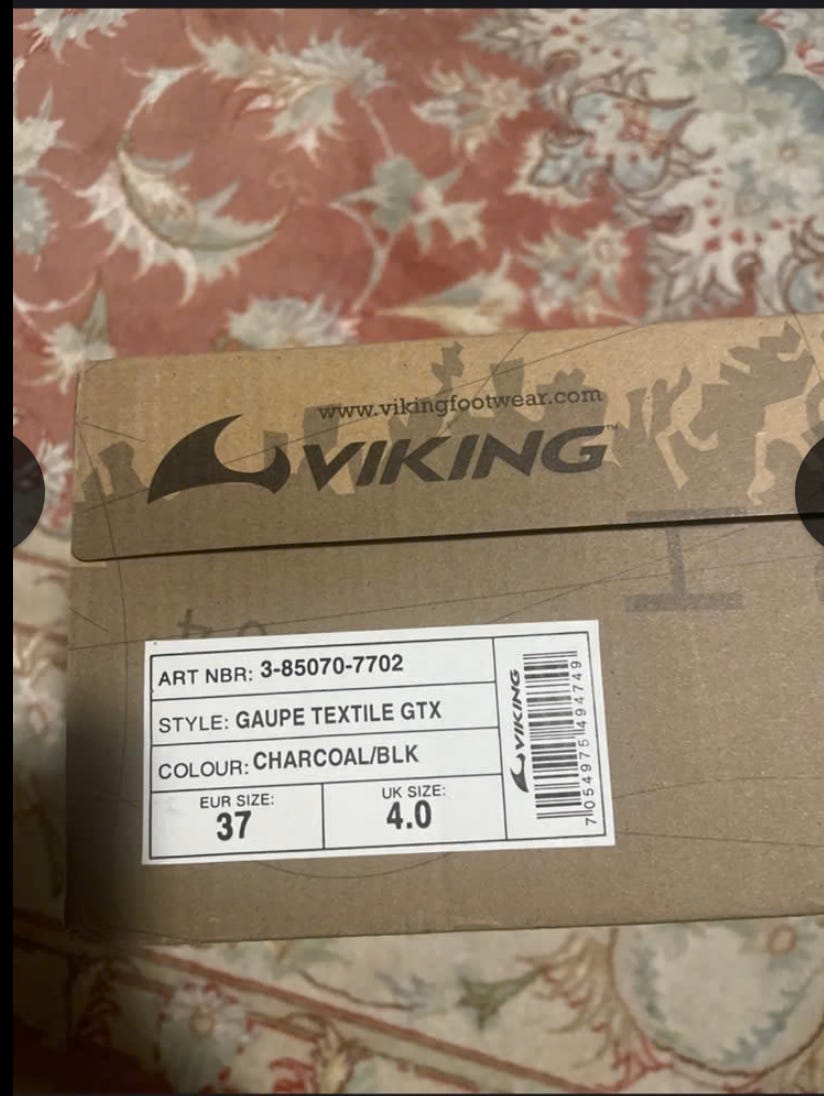 www.vikingfootwear.com
VIKING™
ART NBR: 3-85070-7702
STYLE: GAUPE TEXTILE GTX
COLOUR: CHARCOAL/BLK
EUR SIZE:
37
UK SIZE:
4.0
VIKING
7054975494749